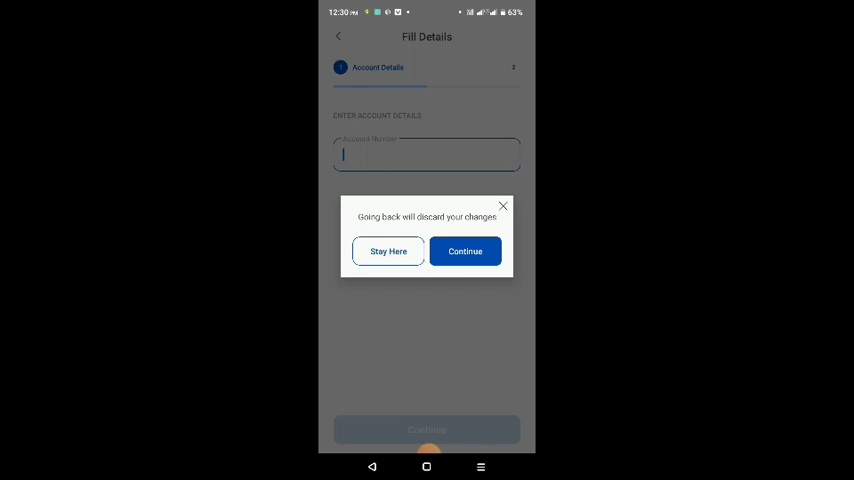 12:30 PM
63%
Fill Details
1 Account Details
2
ENTER ACCOUNT DETAILS
Account Number
Going back will discard your changes
Stay Here
Continue
Continue